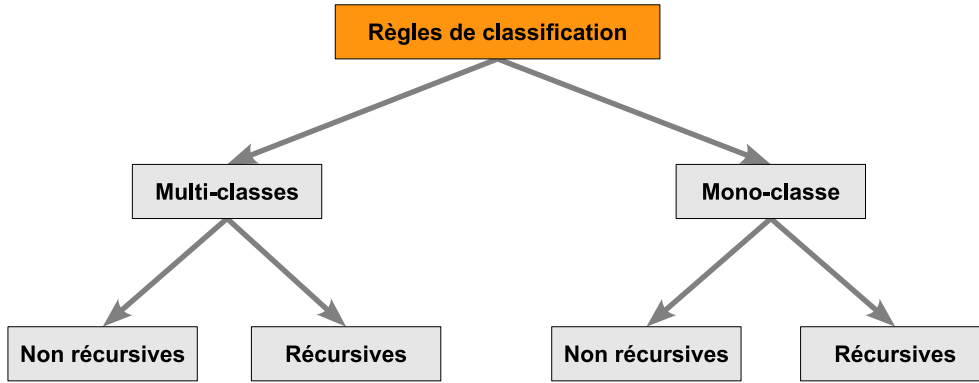 Règles de classification
Multi-classes
Mono-classe
Non récursives
Récursives
Non récursives
Récursives